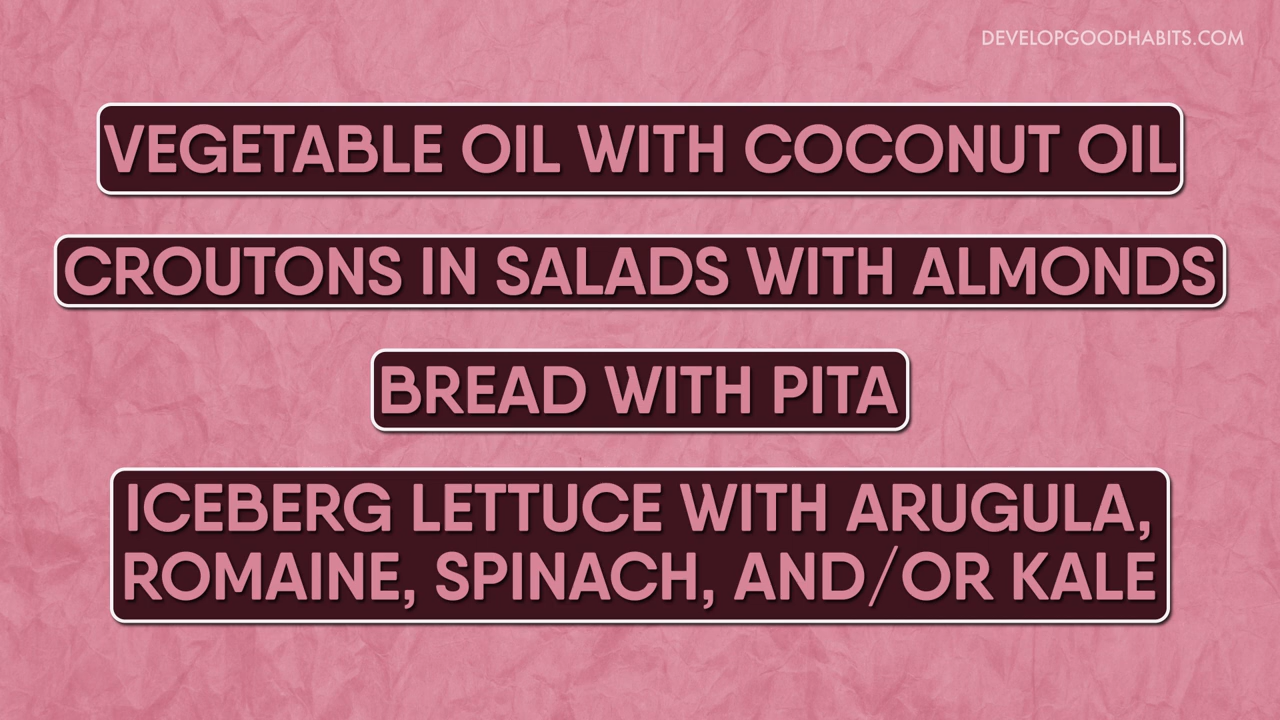 DEVELOPGOODHABITS.COM
VEGETABLE OIL WITH COCONUT OIL
CROUTONS IN SALADS WITH ALMONDS
BREAD WITH PITA
ICEBERG LETTUCE WITH ARUGULA,
ROMAINE, SPINACH, AND/OR KALE